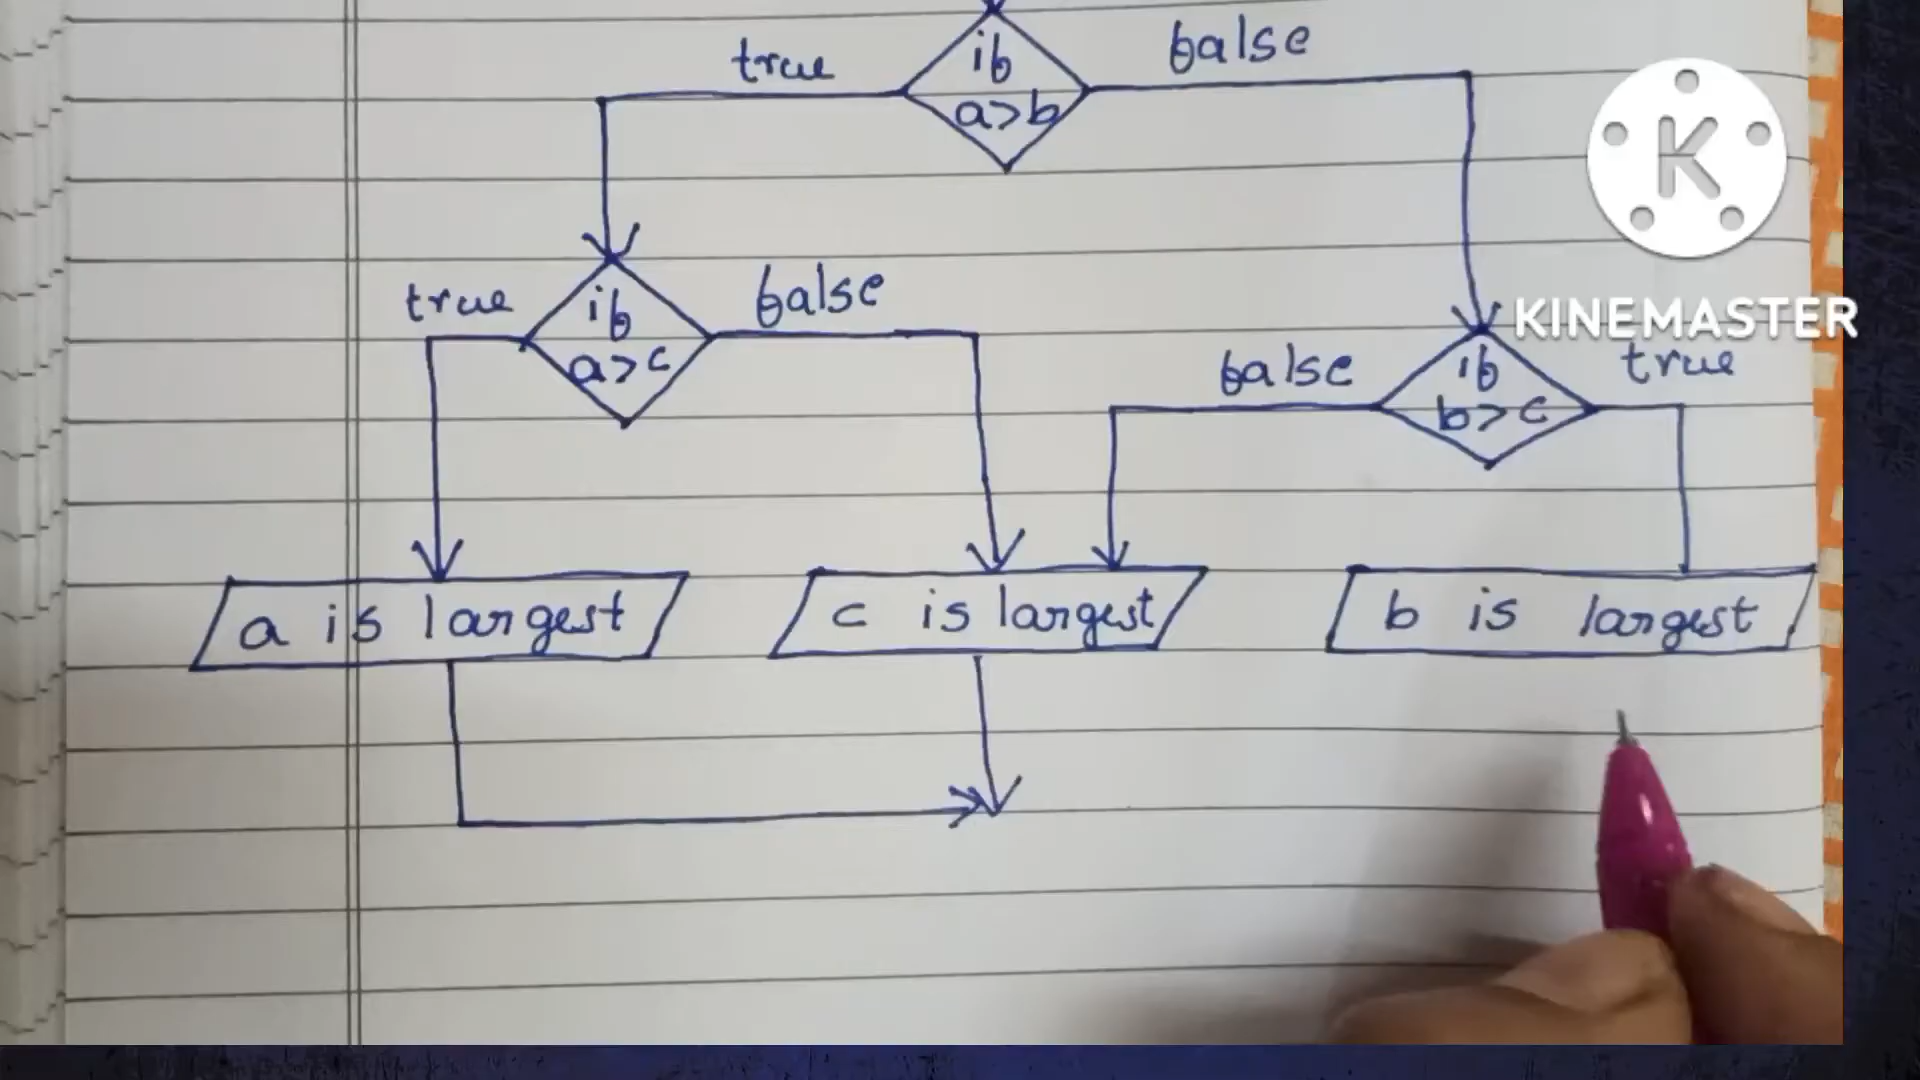 true
if
a>b
false
true
if
a>c
false
false
if
b>c
true
a is largest
c is largest
b is largest
K
KINEMASTER